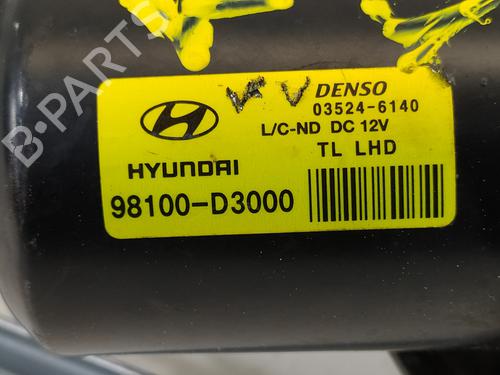 B-PARTS
DENSO
03524-6140
L/C-ND DC 12V
HYUNDAI
TL LHD
98100-D3000